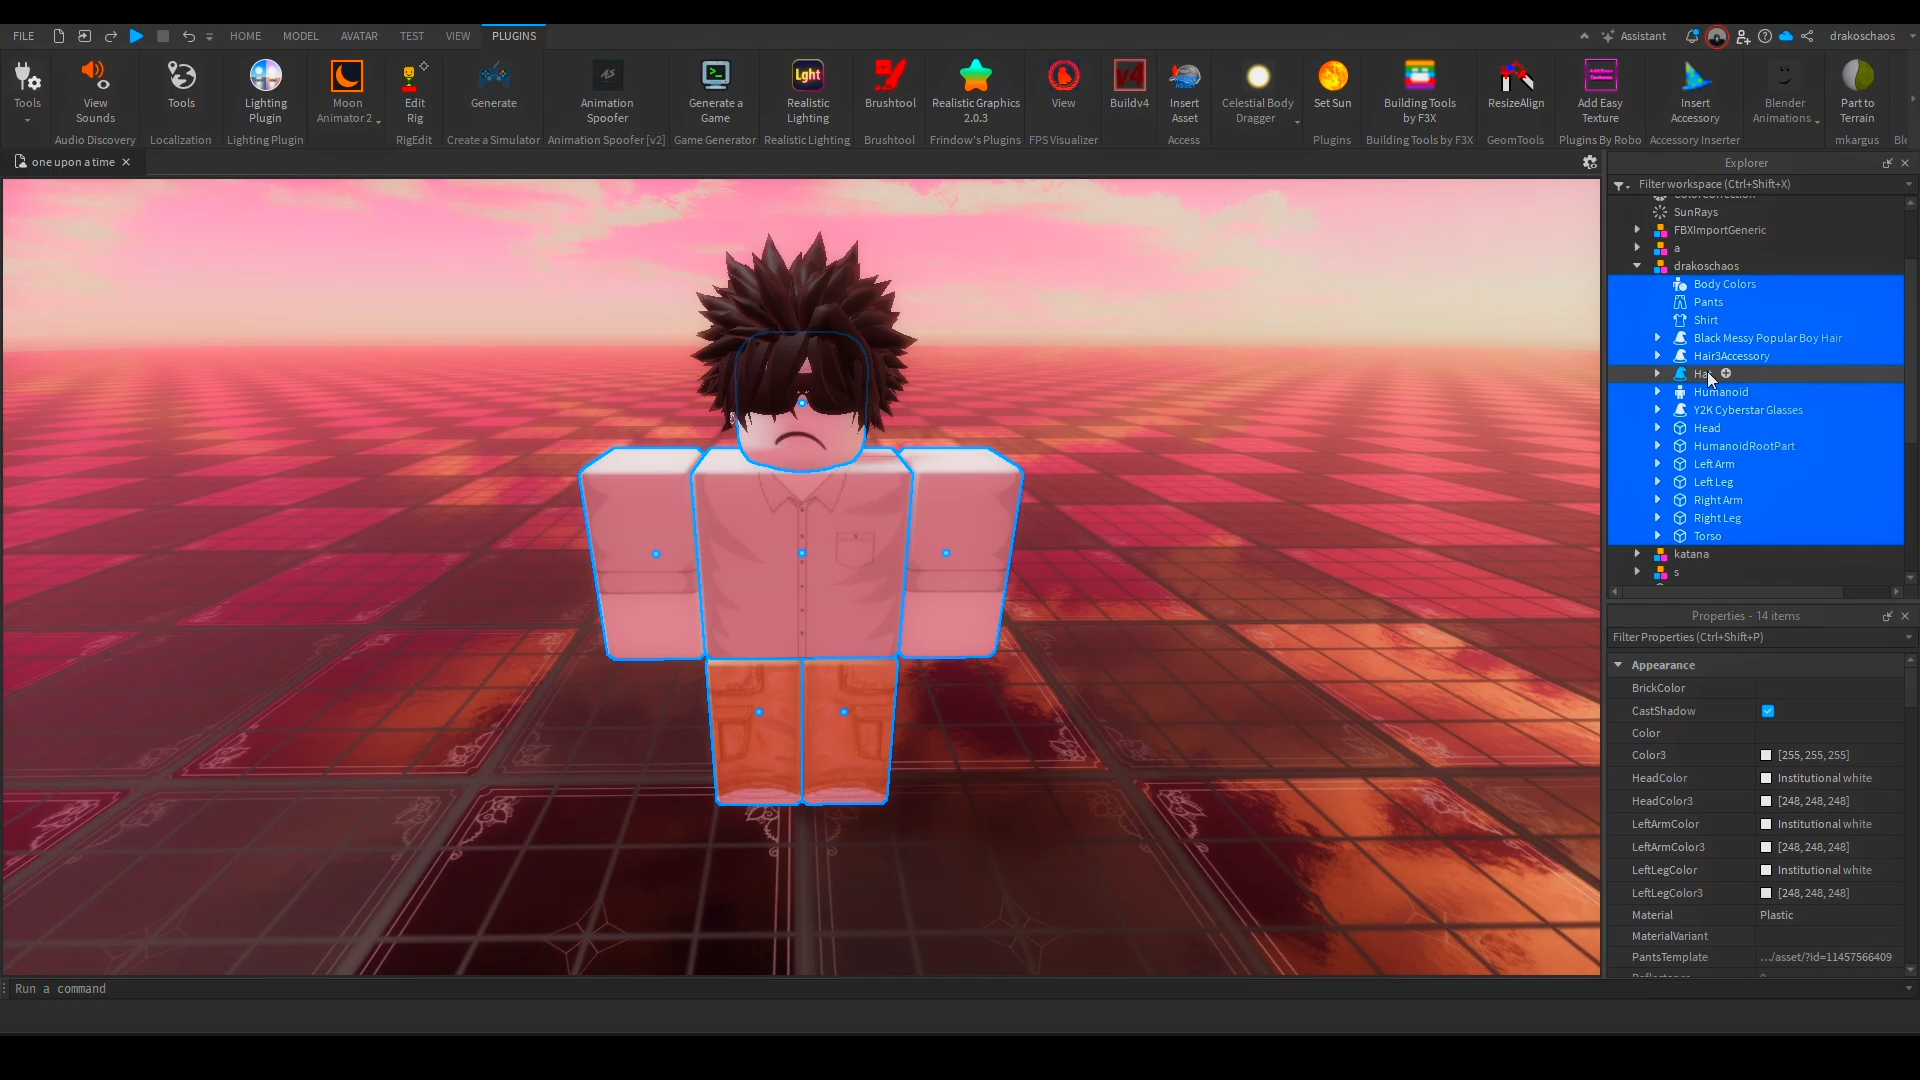 FILE HOME MODEL AVATAR TEST VIEW PLUGINS Assistant drakoschaos
Tools
View Sounds
Audio Discovery
Tools
Localization
Lighting Plugin
Lighting Plugin
Moon Animator 2
Edit Rig
RigEdit
Generate
Create a Simulator
AS
Animation Spoofer
Animation Spoofer [v2]
Generate a Game
Game Generator
Lght
Realistic Lighting
Realistic Lighting
Brushtool
Brushtool
Realistic Graphics 2.0.3
Frindow's Plugins
View
FPS Visualizer
v4
Buildv4
Insert Asset
Access
Celestial Body Dragger
Set Sun
Plugins
Building Tools by F3X
Building Tools by F3X
ResizeAlign
GeomTools
Add Easy Texture
Plugins By Robo
Insert Accessory
Accessory Inserter
Blender Animations
Part to Terrain
mkargus
one upon a time
Explorer
Filter workspace (Ctrl+Shift+X)
SunRays
FBXImportGeneric
a
drakoschaos
Body Colors
Pants
Shirt
Black Messy Popular Boy Hair
Hair3Accessory
Humanoid
Y2K Cyberstar Glasses
Head
HumanoidRootPart
Left Arm
Left Leg
Right Arm
Right Leg
Torso
katana
s
Properties - 14 items
Filter Properties (Ctrl+Shift+P)
Appearance
BrickColor
CastShadow
Color
Color3 [255, 255, 255]
HeadColor Institutional white
HeadColor3 [248, 248, 248]
LeftArmColor Institutional white
LeftArmColor3 [248, 248, 248]
LeftLegColor Institutional white
LeftLegColor3 [248, 248, 248]
Material Plastic
MaterialVariant
PantsTemplate .../asset/?id=11457566409
Run a command